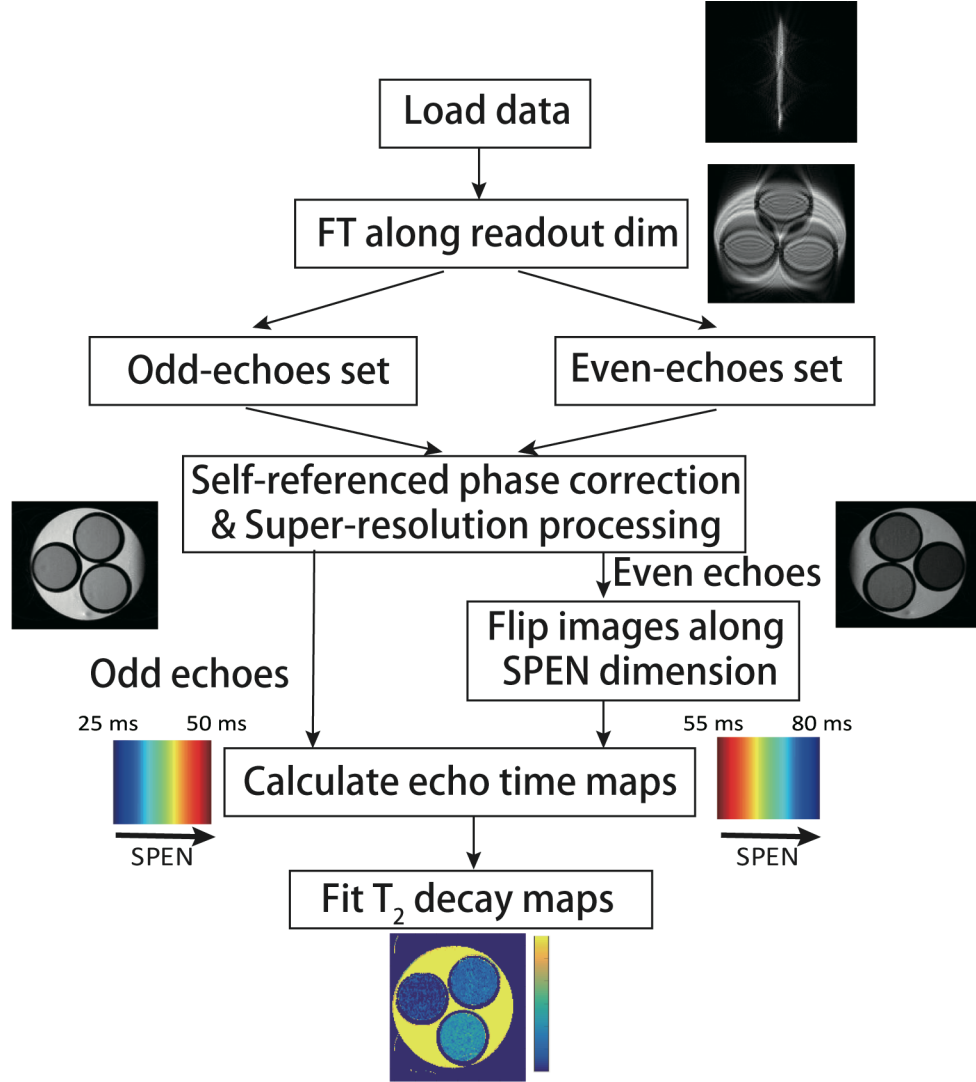 Load data
FT along readout dim
Odd-echoes set
Even-echoes set
Self-referenced phase correction
& Super-resolution processing
Even echoes
Flip images along
SPEN dimension
Odd echoes
25 ms 50 ms
55 ms 80 ms
Calculate echo time maps
SPEN
SPEN
Fit T₂ decay maps